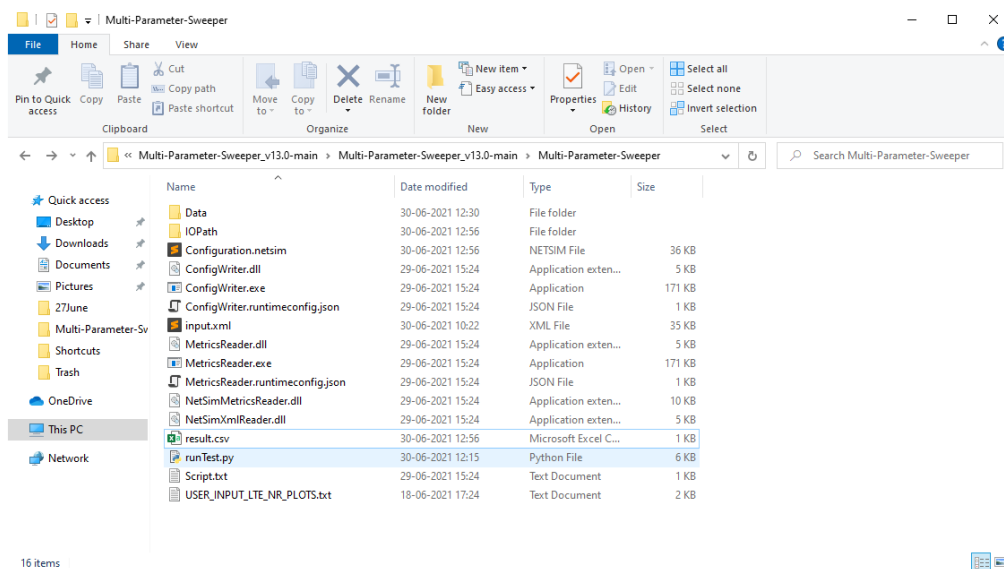 Multi-Parameter-Sweeper
File Home Share View
Pin to Quick access
Copy
Paste
Cut
Copy path
Paste shortcut
Clipboard
Move to
Copy to
Delete
Rename
Organize
New folder
New item
Easy access
New
Properties
Open
Edit
History
Open
Select all
Select none
Invert selection
Select
« Multi-Parameter-Sweeper_v13.0-main › Multi-Parameter-Sweeper_v13.0-main › Multi-Parameter-Sweeper
Search Multi-Parameter-Sweeper
Quick access
Desktop
Downloads
Documents
Pictures
27June
Multi-Parameter-Sv
Shortcuts
Trash
OneDrive
This PC
Network
Name Date modified Type Size
Data 30-06-2021 12:30 File folder
IOPath 30-06-2021 12:56 File folder
Configuration.netsim 30-06-2021 12:56 NETSIM File 36 KB
ConfigWriter.dll 29-06-2021 15:24 Application exten... 5 KB
ConfigWriter.exe 29-06-2021 15:24 Application 171 KB
ConfigWriter.runtimeconfig.json 29-06-2021 15:24 JSON File 1 KB
input.xml 30-06-2021 10:22 XML File 35 KB
MetricsReader.dll 29-06-2021 15:24 Application exten... 5 KB
MetricsReader.exe 29-06-2021 15:24 Application 171 KB
MetricsReader.runtimeconfig.json 29-06-2021 15:24 JSON File 1 KB
NetSimMetricsReader.dll 29-06-2021 15:24 Application exten... 10 KB
NetSimXmlReader.dll 29-06-2021 15:24 Application exten... 5 KB
result.csv 30-06-2021 12:56 Microsoft Excel C... 1 KB
runTest.py 30-06-2021 12:15 Python File 6 KB
Script.txt 29-06-2021 15:24 Text Document 1 KB
USER_INPUT_LTE_NR_PLOTS.txt 18-06-2021 17:24 Text Document 2 KB
16 items